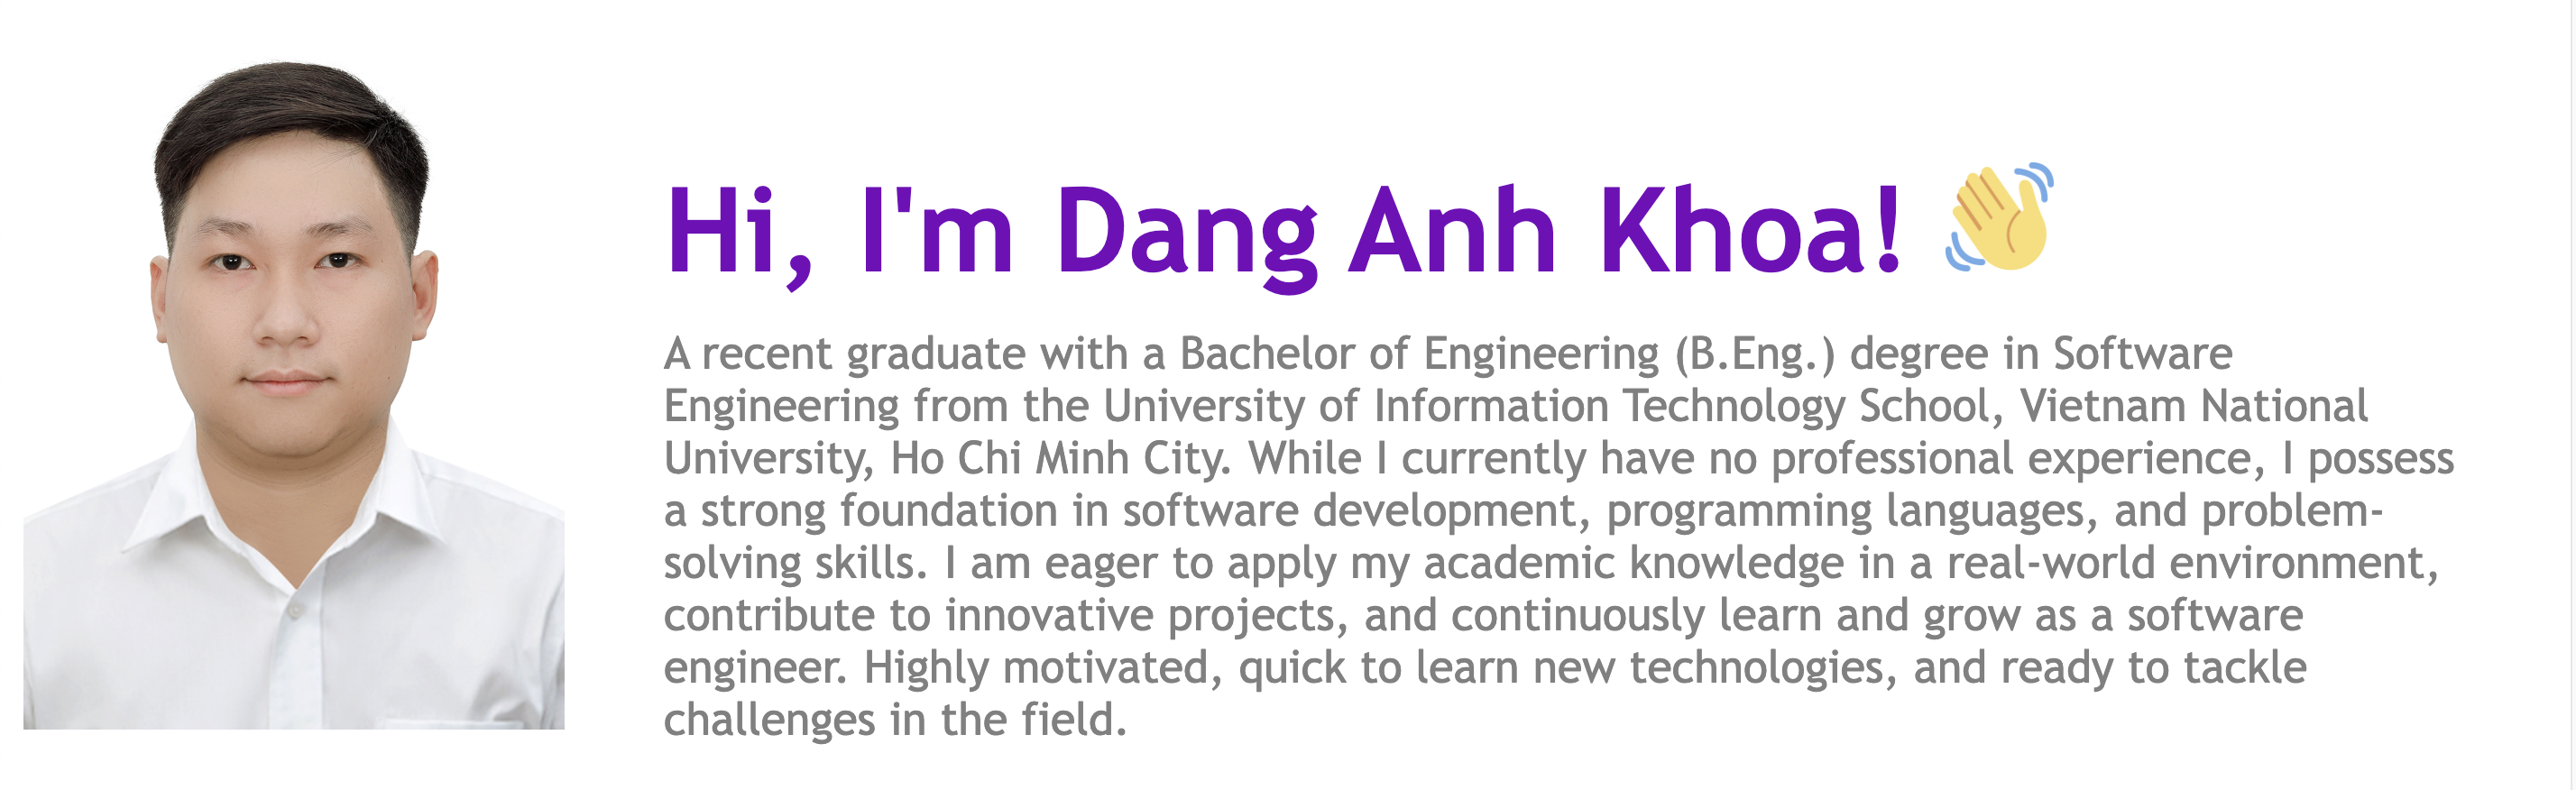 Hi, I'm Dang Anh Khoa! 👋
A recent graduate with a Bachelor of Engineering (B.Eng.) degree in Software
Engineering from the University of Information Technology School, Vietnam National
University, Ho Chi Minh City. While I currently have no professional experience, I possess
a strong foundation in software development, programming languages, and problem-
solving skills. I am eager to apply my academic knowledge in a real-world environment,
contribute to innovative projects, and continuously learn and grow as a software
engineer. Highly motivated, quick to learn new technologies, and ready to tackle
challenges in the field.